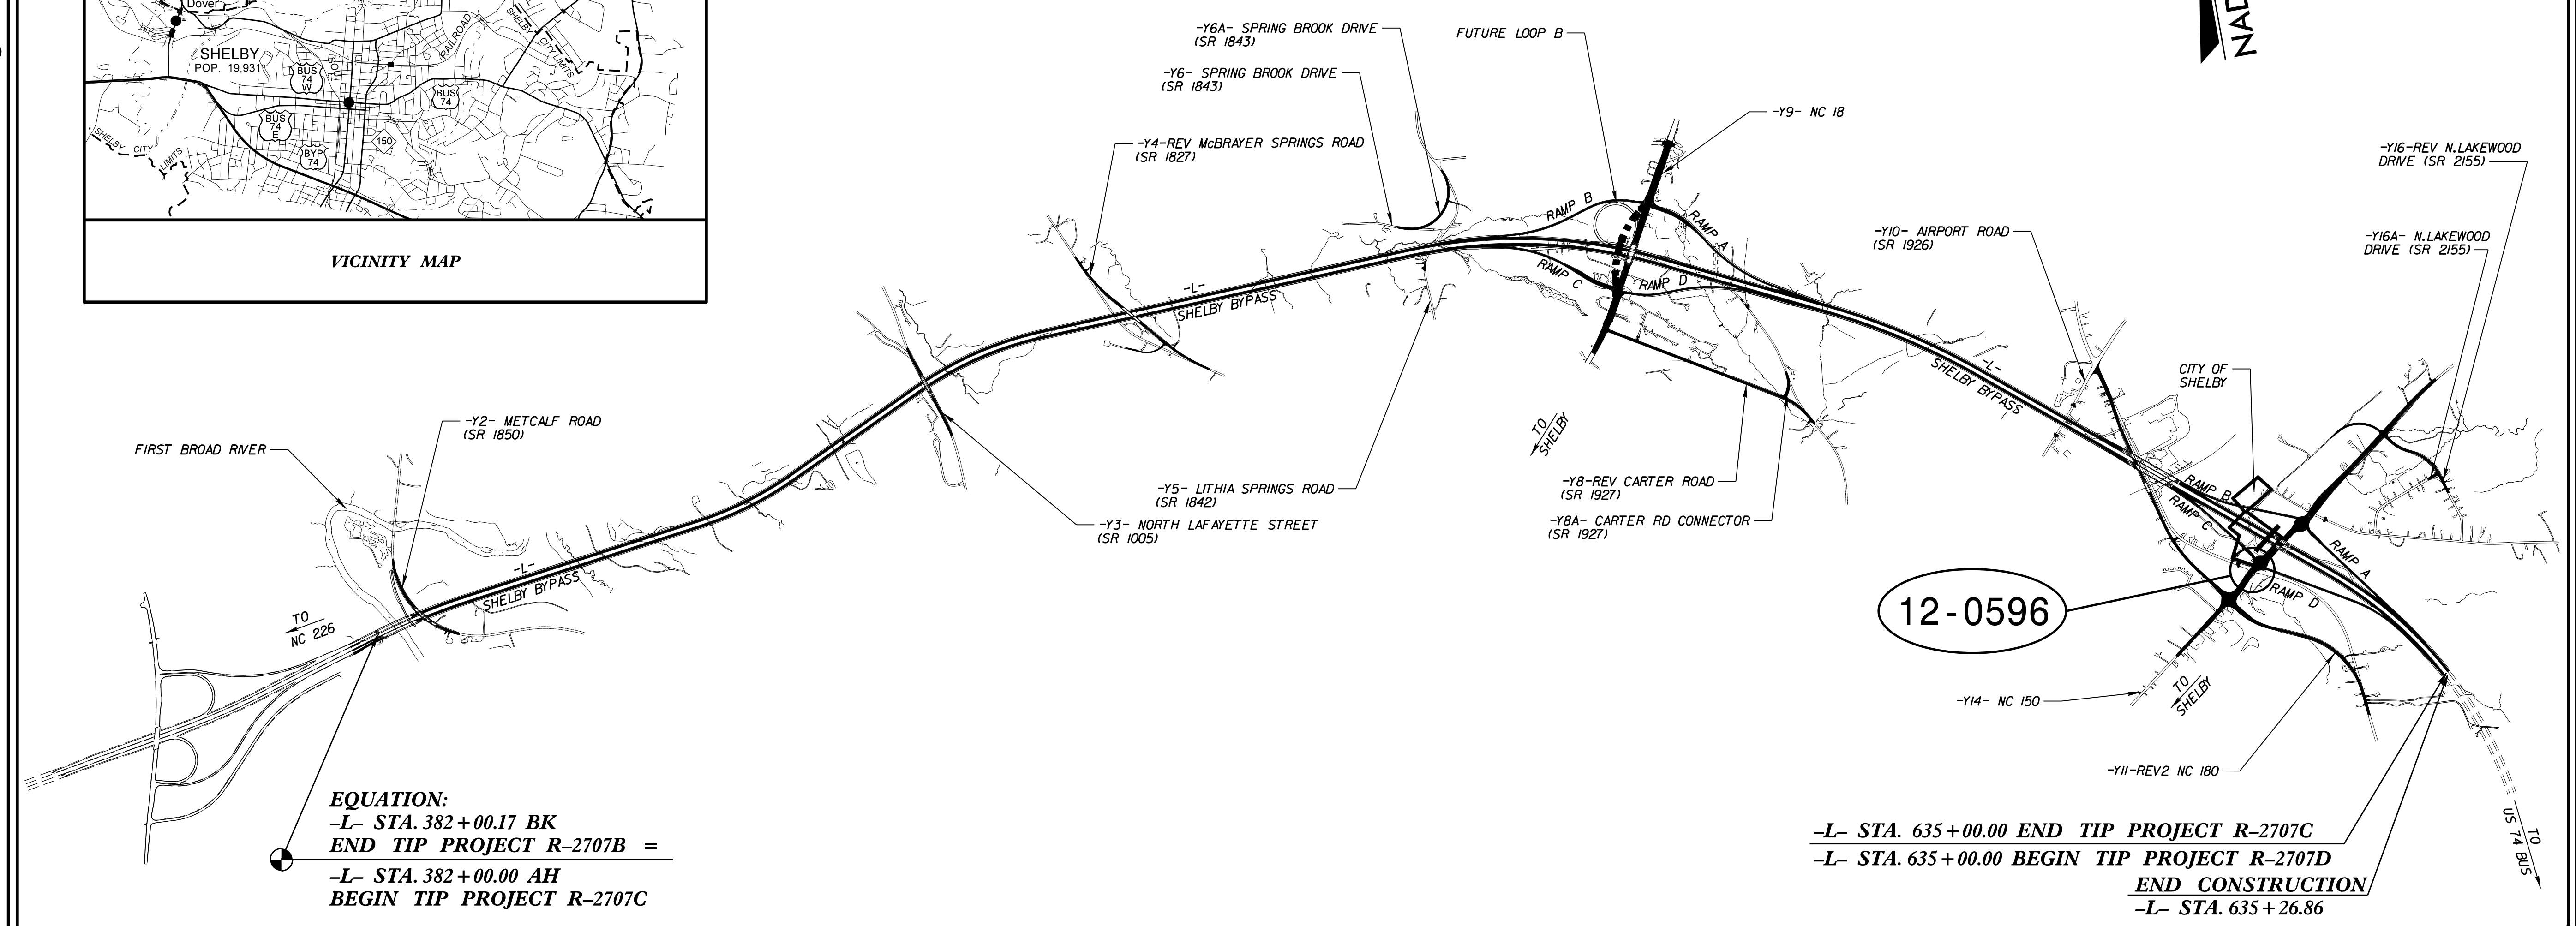 Dover
SHELBY
POP. 19,931
BUS
74
W
SOU
RAILROAD
SHELBY CITY LIMITS
BUS
74
BUS
74
E
BYP
74
150
SHELBY CITY LIMITS
VICINITY MAP
NAD
-Y6A- SPRING BROOK DRIVE
(SR 1843)
-Y6- SPRING BROOK DRIVE
(SR 1843)
FUTURE LOOP B
-Y9- NC 18
-Y4-REV McBRAYER SPRINGS ROAD
(SR 1827)
-Y16-REV N.LAKEWOOD
DRIVE (SR 2155)
-Y16A- N.LAKEWOOD
DRIVE (SR 2155)
-Y10- AIRPORT ROAD
(SR 1926)
RAMP B
RAMP A
RAMP C
RAMP D
-L-
SHELBY BYPASS
-L-
SHELBY BYPASS
CITY OF
SHELBY
-Y2- METCALF ROAD
(SR 1850)
FIRST BROAD RIVER
TO
SHELBY
-Y5- LITHIA SPRINGS ROAD
(SR 1842)
-Y3- NORTH LAFAYETTE STREET
(SR 1005)
-Y8-REV CARTER ROAD
(SR 1927)
-Y8A- CARTER RD CONNECTOR
(SR 1927)
RAMP B
RAMP C
RAMP A
RAMP D
-L-
SHELBY BYPASS
TO
NC 226
12-0596
-Y14- NC 150
TO
SHELBY
-Y11-REV2 NC 180
EQUATION:
–L– STA. 382+00.17 BK
END TIP PROJECT R–2707B =
–L– STA. 382+00.00 AH
BEGIN TIP PROJECT R–2707C
–L– STA. 635+00.00 END TIP PROJECT R–2707C
–L– STA. 635+00.00 BEGIN TIP PROJECT R–2707D
END CONSTRUCTION
–L– STA. 635+26.86
TO
US 74 BUS